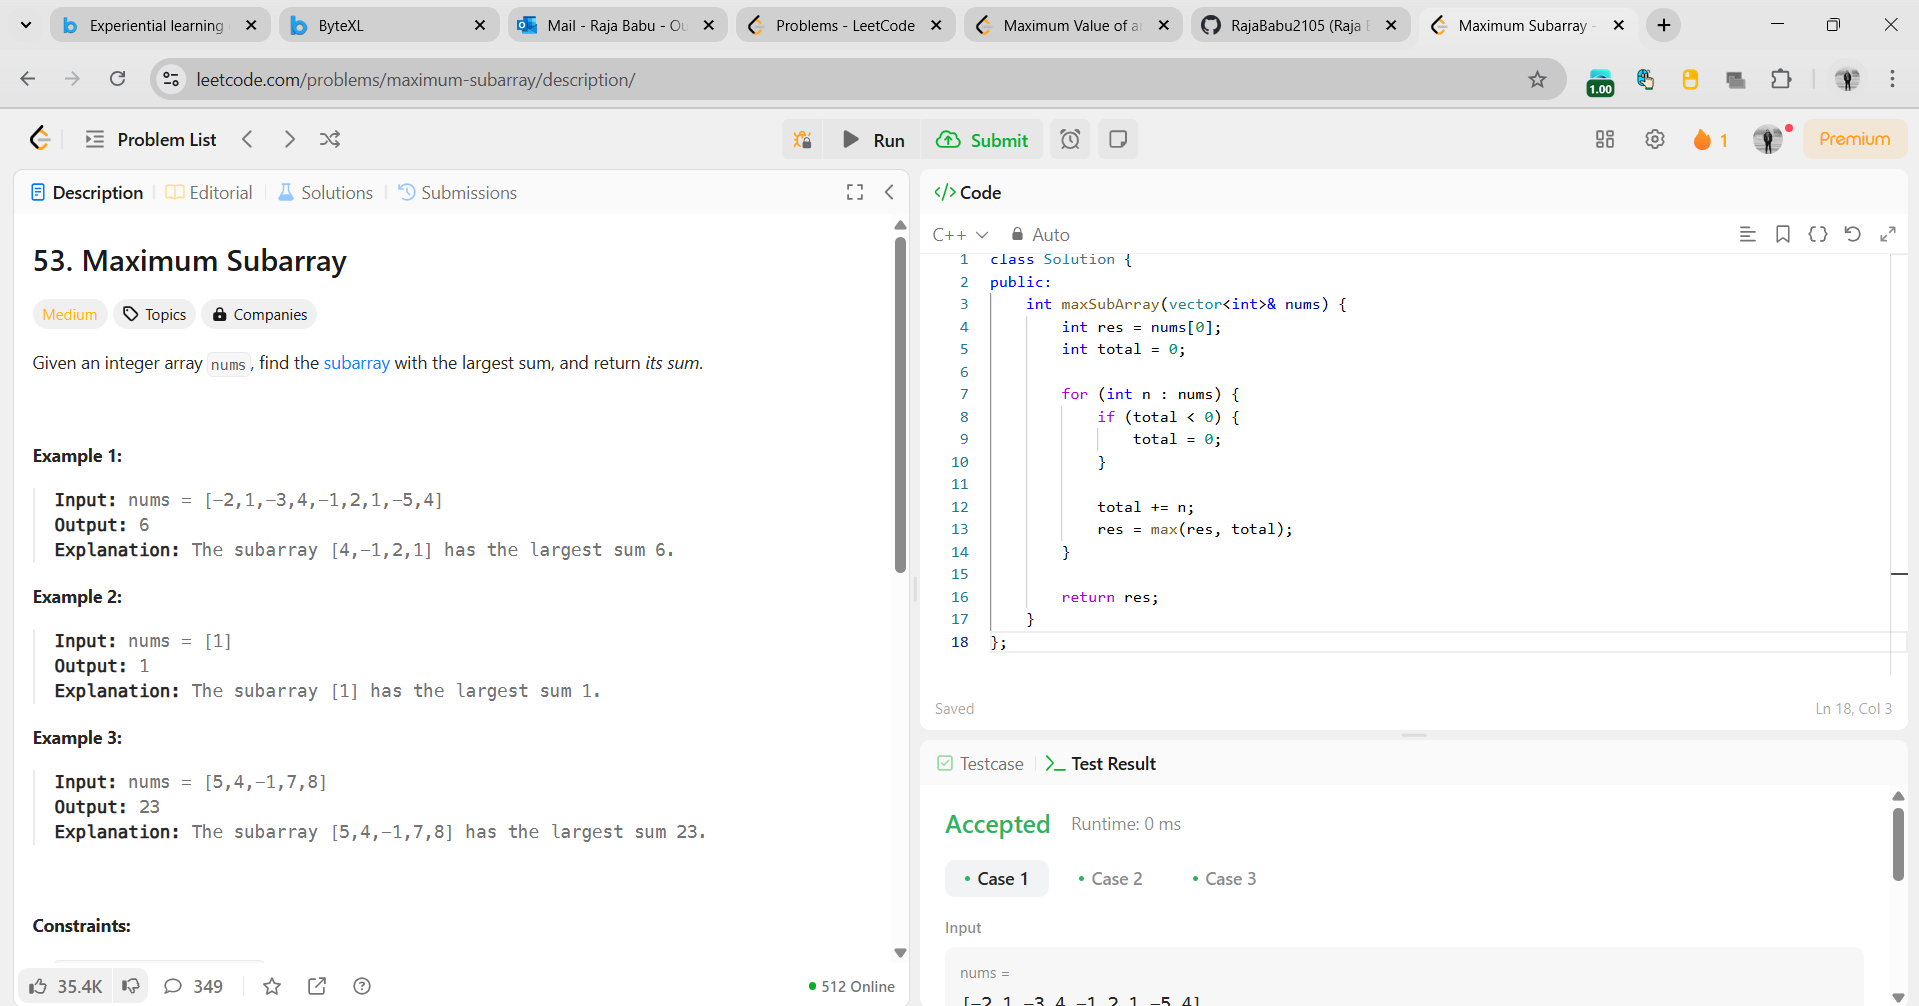 Experiential learning
ByteXL
Mail - Raja Babu - Ou
Problems - LeetCode
Maximum Value of a
RajaBabu2105 (Raja B
Maximum Subarray -
leetcode.com/problems/maximum-subarray/description/
1.00
Problem List
Run
Submit
1
Premium
Description
Editorial
Solutions
Submissions
53. Maximum Subarray
Medium
Topics
Companies
Given an integer array nums, find the subarray with the largest sum, and return its sum.
Example 1:
Input: nums = [-2,1,-3,4,-1,2,1,-5,4]
Output: 6
Explanation: The subarray [4,-1,2,1] has the largest sum 6.
Example 2:
Input: nums = [1]
Output: 1
Explanation: The subarray [1] has the largest sum 1.
Example 3:
Input: nums = [5,4,-1,7,8]
Output: 23
Explanation: The subarray [5,4,-1,7,8] has the largest sum 23.
Constraints:
35.4K
349
512 Online
</> Code
C++
Auto
1 class Solution {
2 public:
3     int maxSubArray(vector<int>& nums) {
4         int res = nums[0];
5         int total = 0;
6
7         for (int n : nums) {
8             if (total < 0) {
9                 total = 0;
10             }
11
12             total += n;
13             res = max(res, total);
14         }
15
16         return res;
17     }
18 };
Saved
Ln 18, Col 3
Testcase
Test Result
Accepted
Runtime: 0 ms
Case 1
Case 2
Case 3
Input
nums =
[-2,1,-3,4,-1,2,1,-5,4]